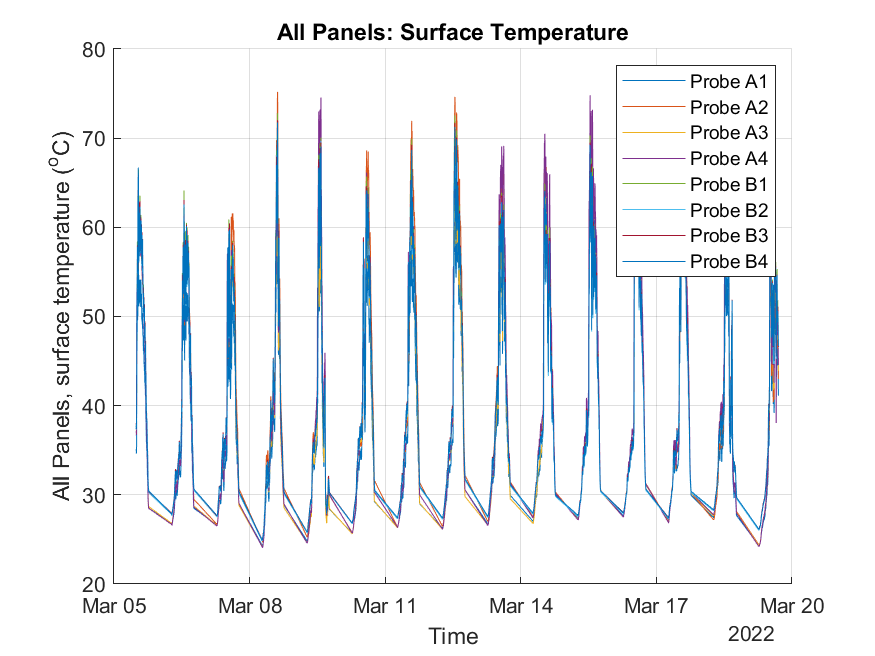 All Panels: Surface Temperature
All Panels, surface temperature (°C)
80
70
60
50
40
30
20
Probe A1
Probe A2
Probe A3
Probe A4
Probe B1
Probe B2
Probe B3
Probe B4
Mar 05 Mar 08 Mar 11 Mar 14 Mar 17 Mar 20
Time
2022